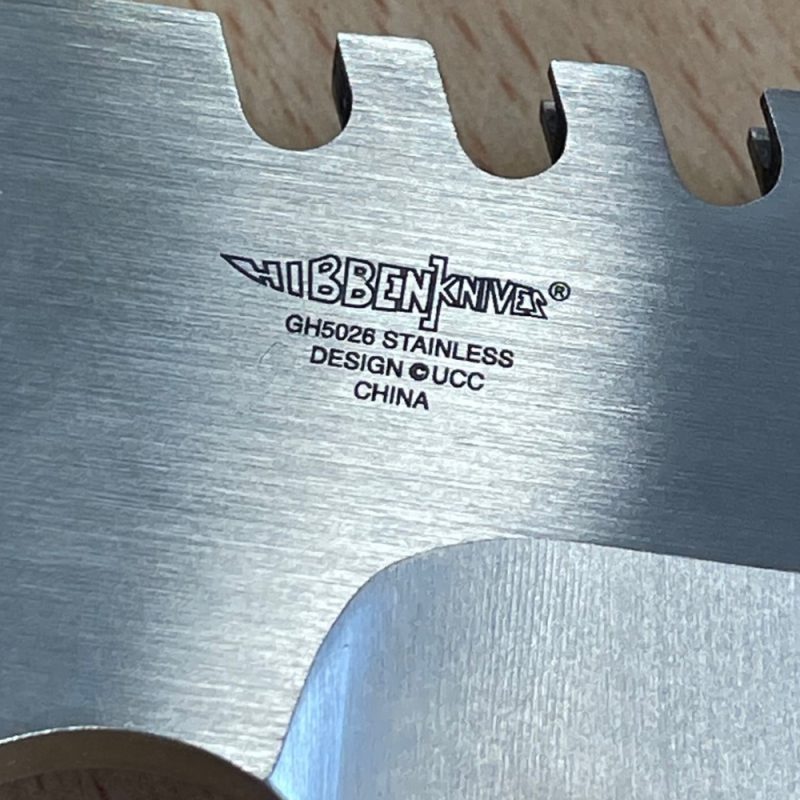 HIBBEN KNIVES®
GH5026 STAINLESS
DESIGN ©UCC
CHINA